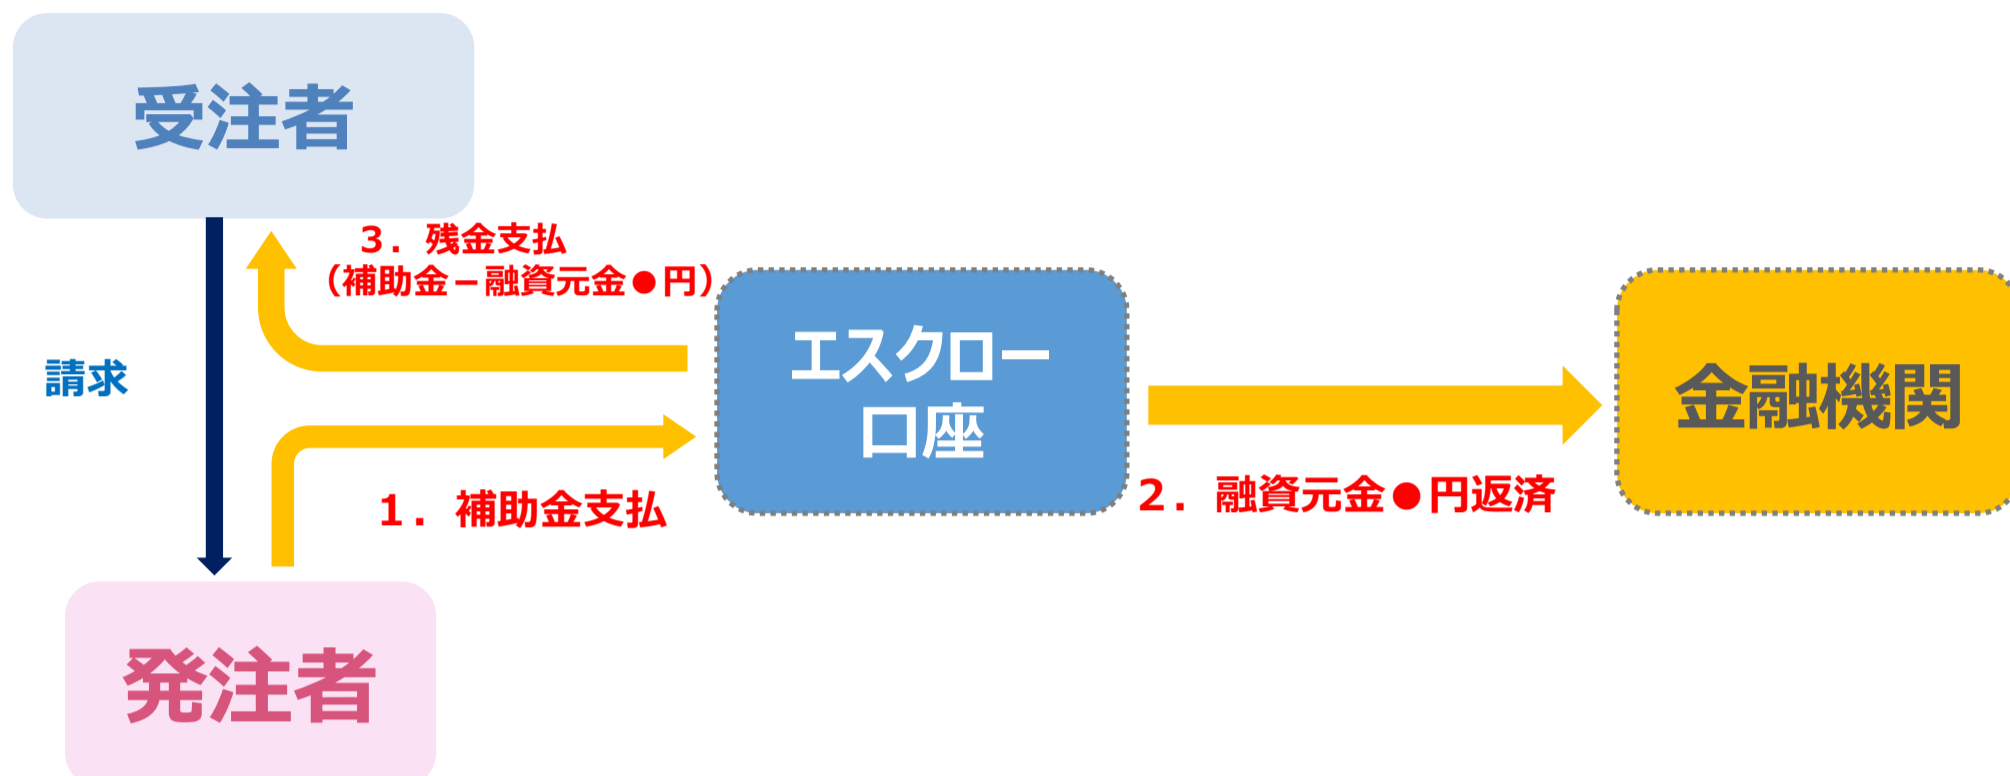 受注者
3．残金支払
（補助金－融資元金●円）
請求
エスクロー
口座
金融機関
1．補助金支払
2．融資元金●円返済
発注者